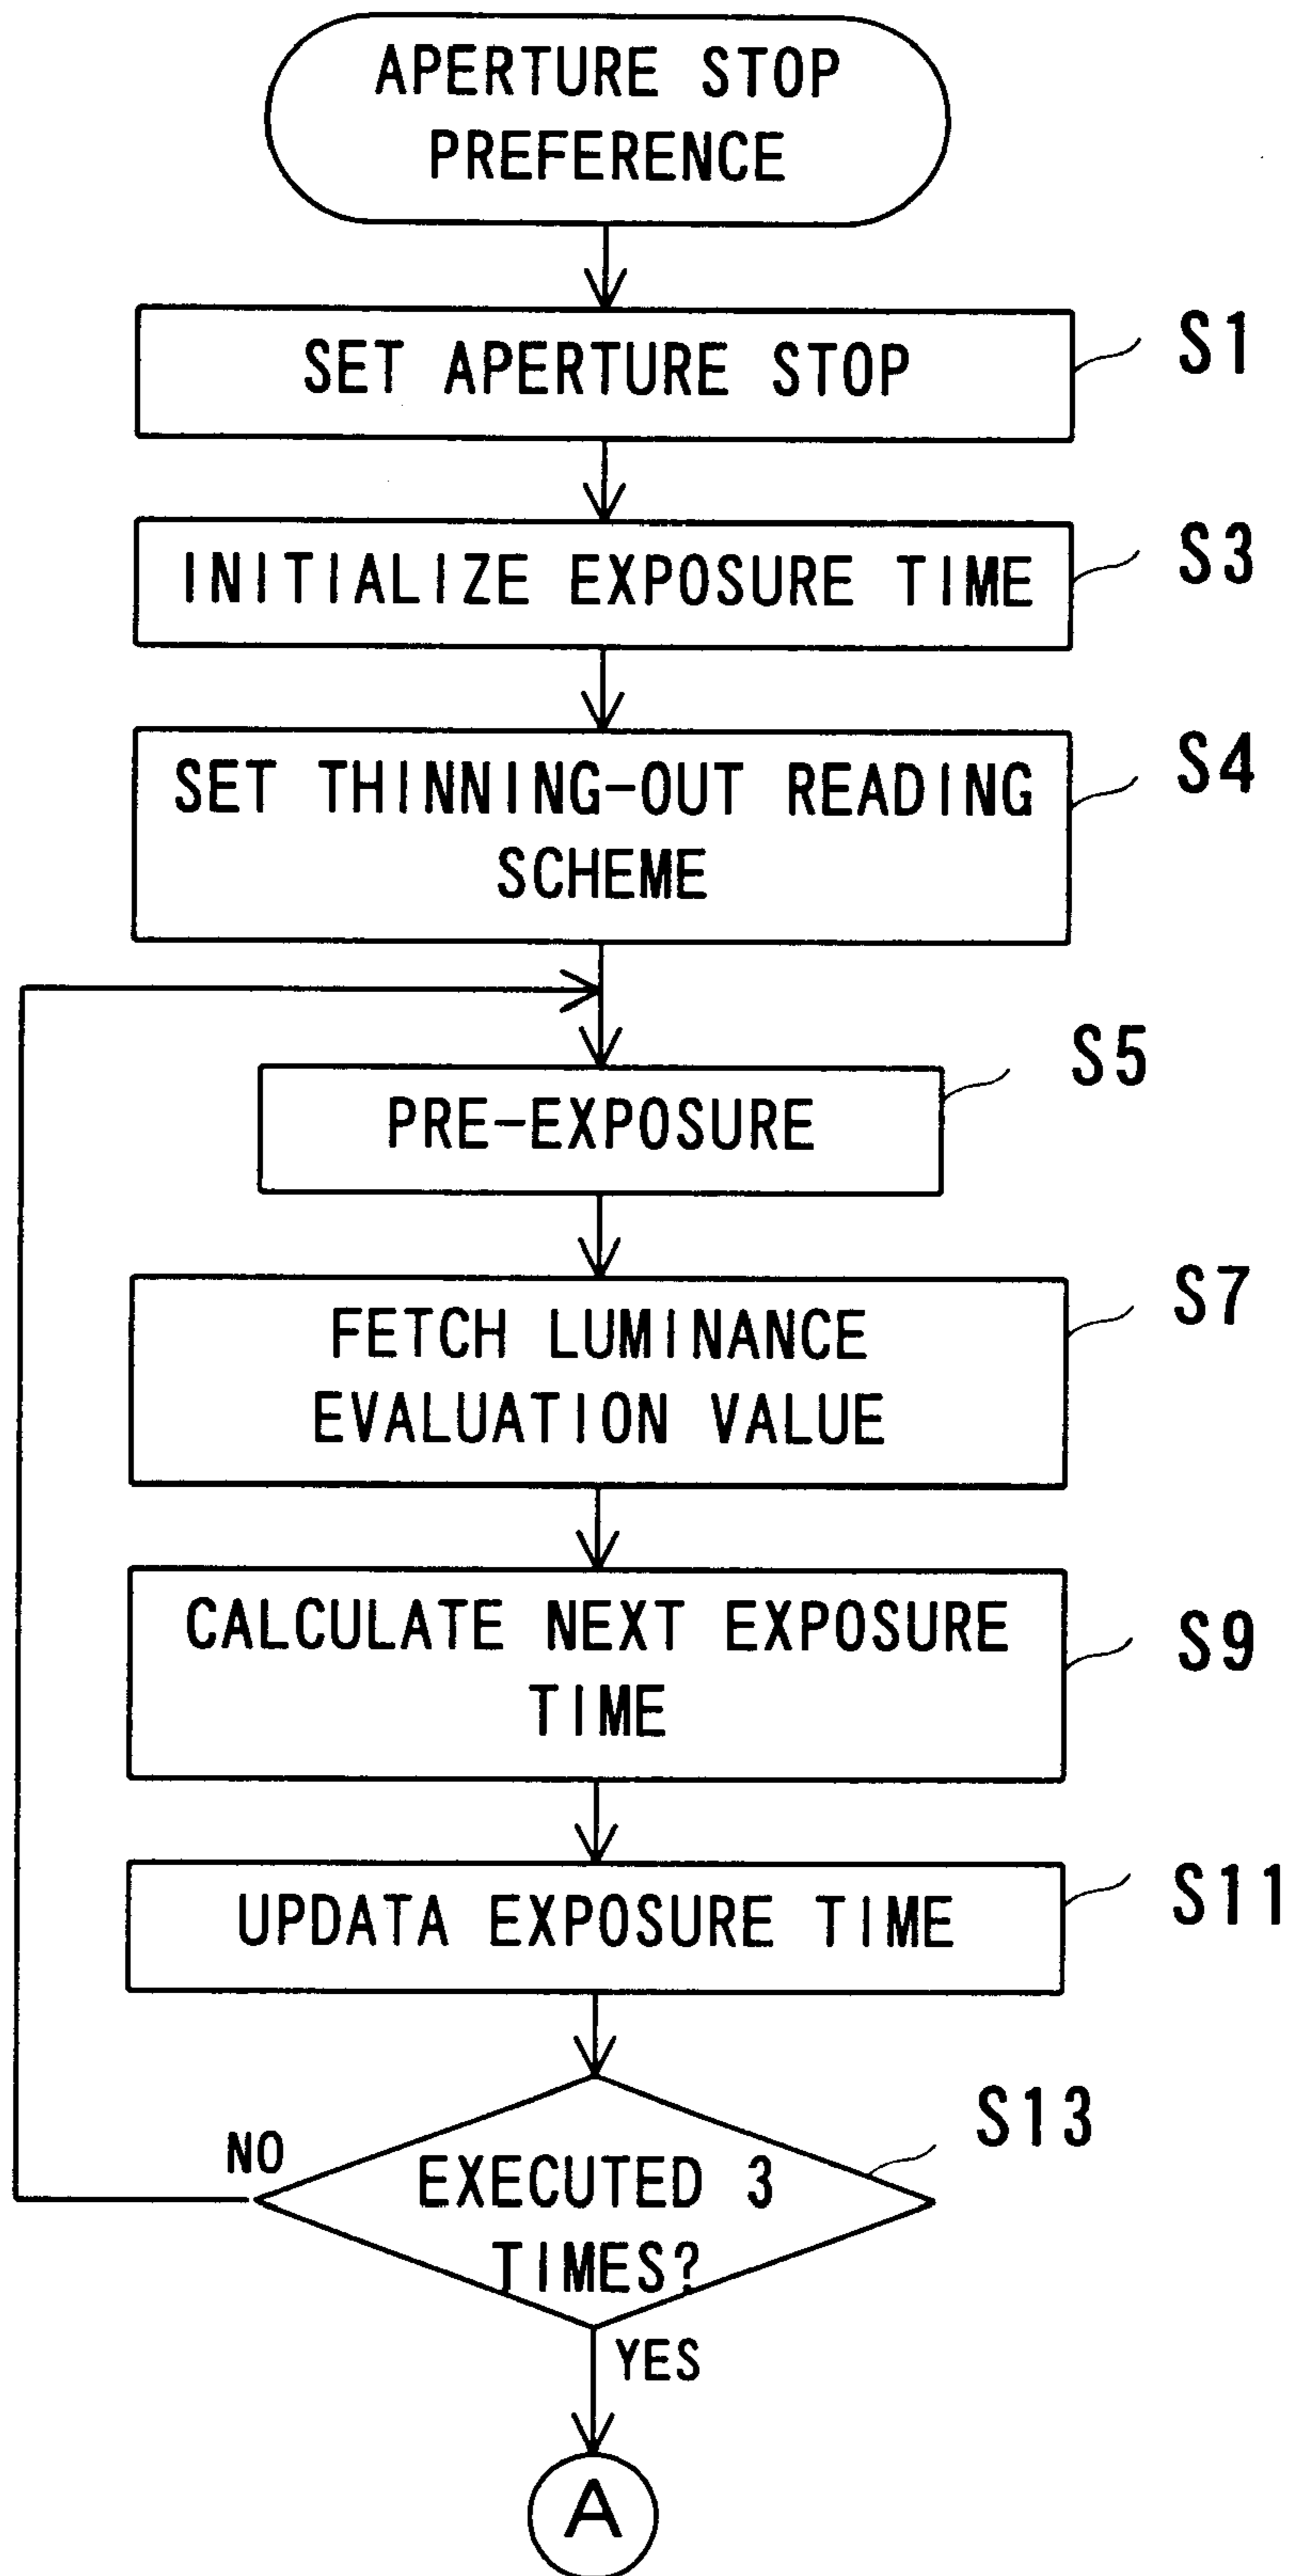 APERTURE STOP
PREFERENCE
SET APERTURE STOP
S1
INITIALIZE EXPOSURE TIME
S3
SET THINNING-OUT READING
SCHEME
S4
PRE-EXPOSURE
S5
FETCH LUMINANCE
EVALUATION VALUE
S7
CALCULATE NEXT EXPOSURE
TIME
S9
UPDATA EXPOSURE TIME
S11
EXECUTED 3
TIMES?
S13
NO
YES
A